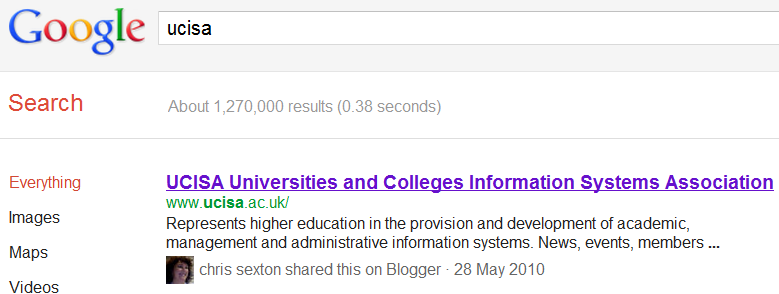 Google
ucisa
Search
About 1,270,000 results (0.38 seconds)
Everything
Images
Maps
Videos
UCISA Universities and Colleges Information Systems Association
www.ucisa.ac.uk/
Represents higher education in the provision and development of academic,
management and administrative information systems. News, events, members ...
chris sexton shared this on Blogger · 28 May 2010